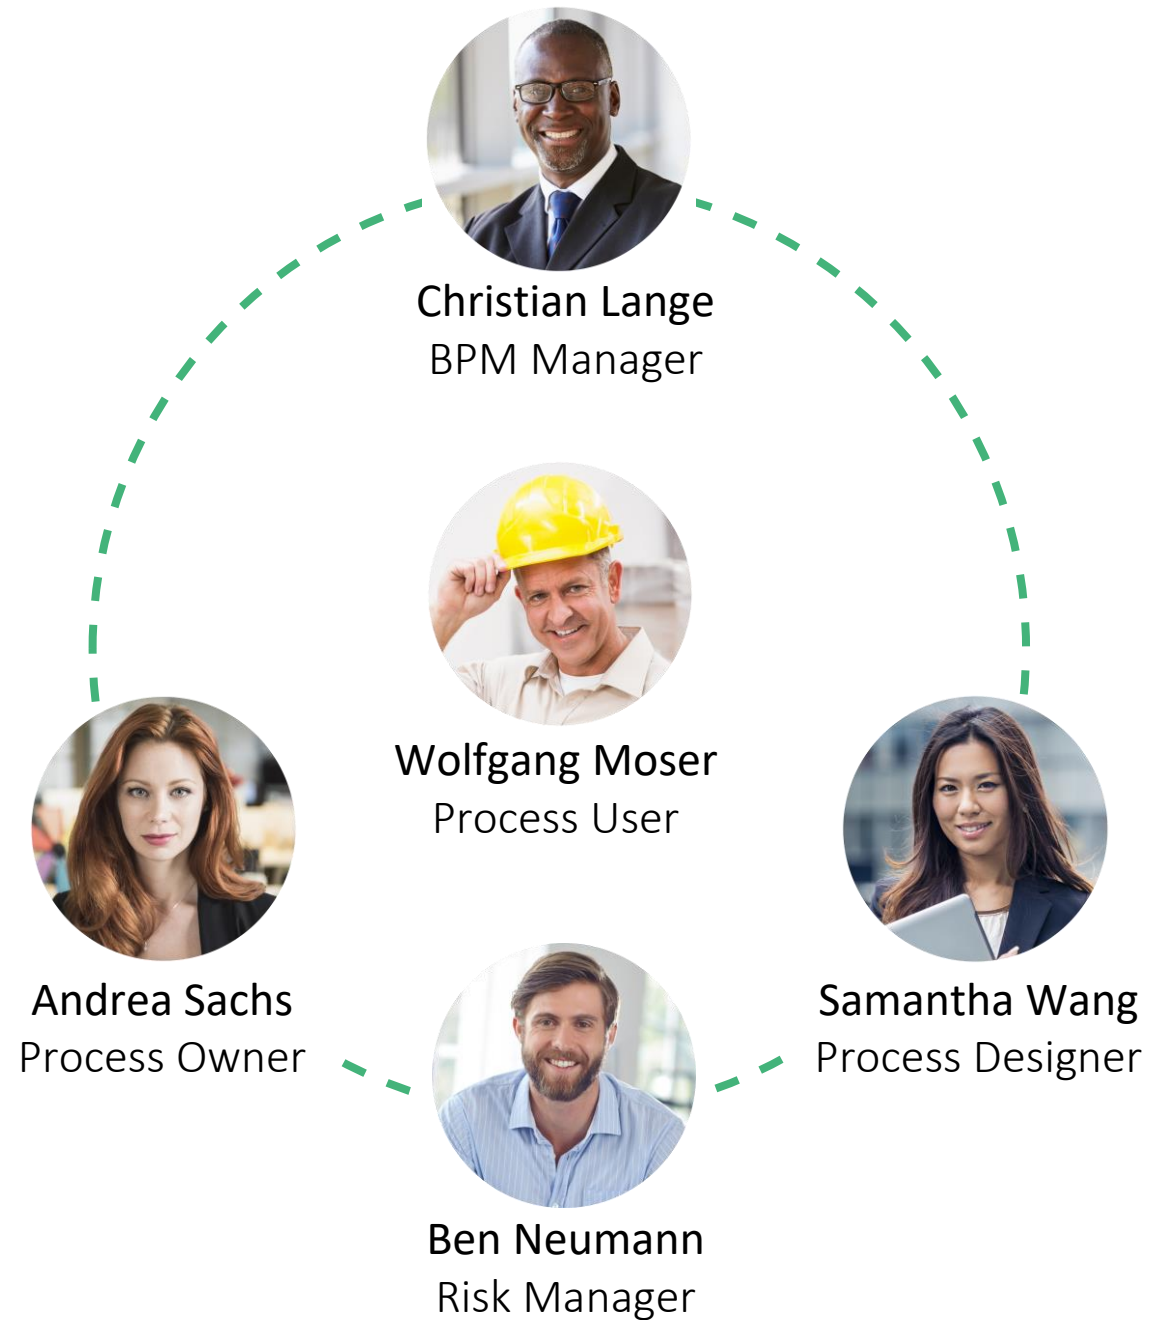 Christian Lange
BPM Manager
Wolfgang Moser
Process User
Andrea Sachs
Process Owner
Samantha Wang
Process Designer
Ben Neumann
Risk Manager